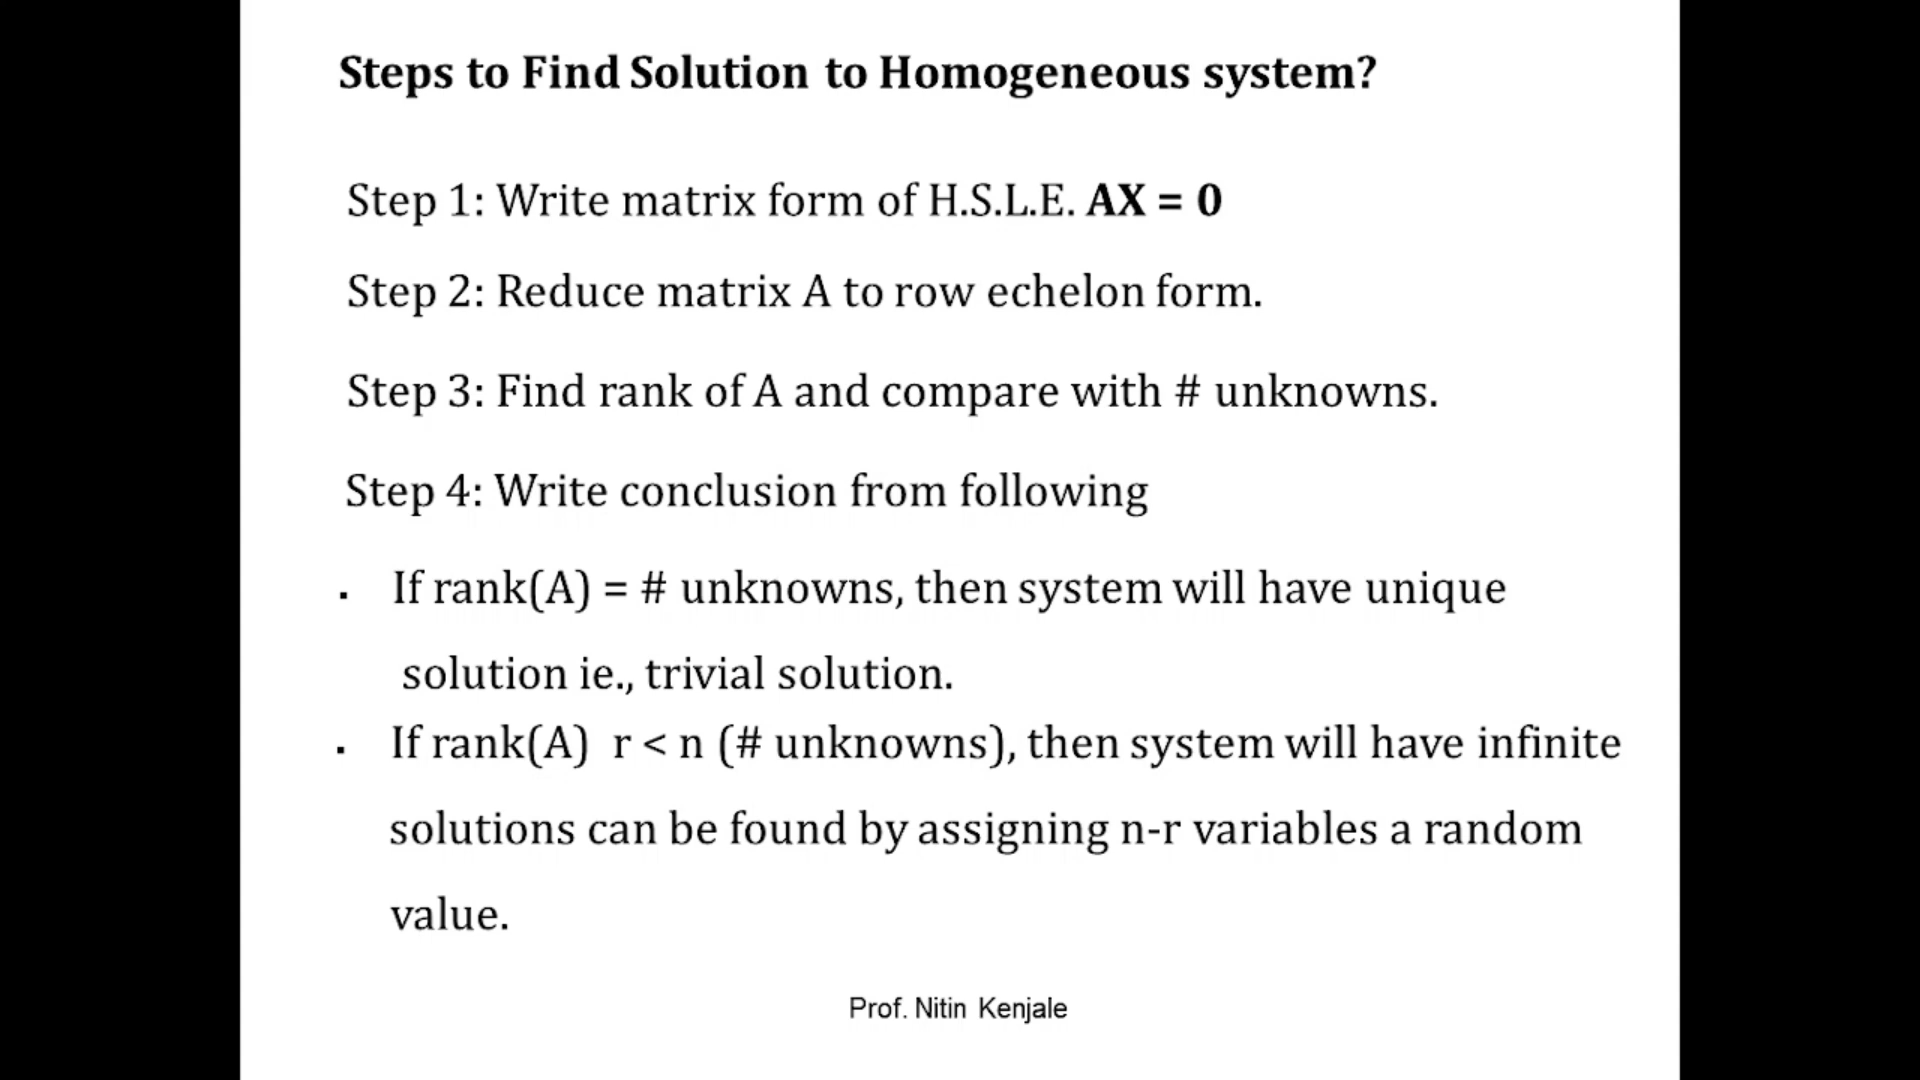 Steps to Find Solution to Homogeneous system?
Step 1: Write matrix form of H.S.L.E. AX = 0
Step 2: Reduce matrix A to row echelon form.
Step 3: Find rank of A and compare with # unknowns.
Step 4: Write conclusion from following
▪ If rank(A) = # unknowns, then system will have unique
solution ie., trivial solution.
▪ If rank(A) r < n (# unknowns), then system will have infinite
solutions can be found by assigning n-r variables a random
value.
Prof. Nitin Kenjale